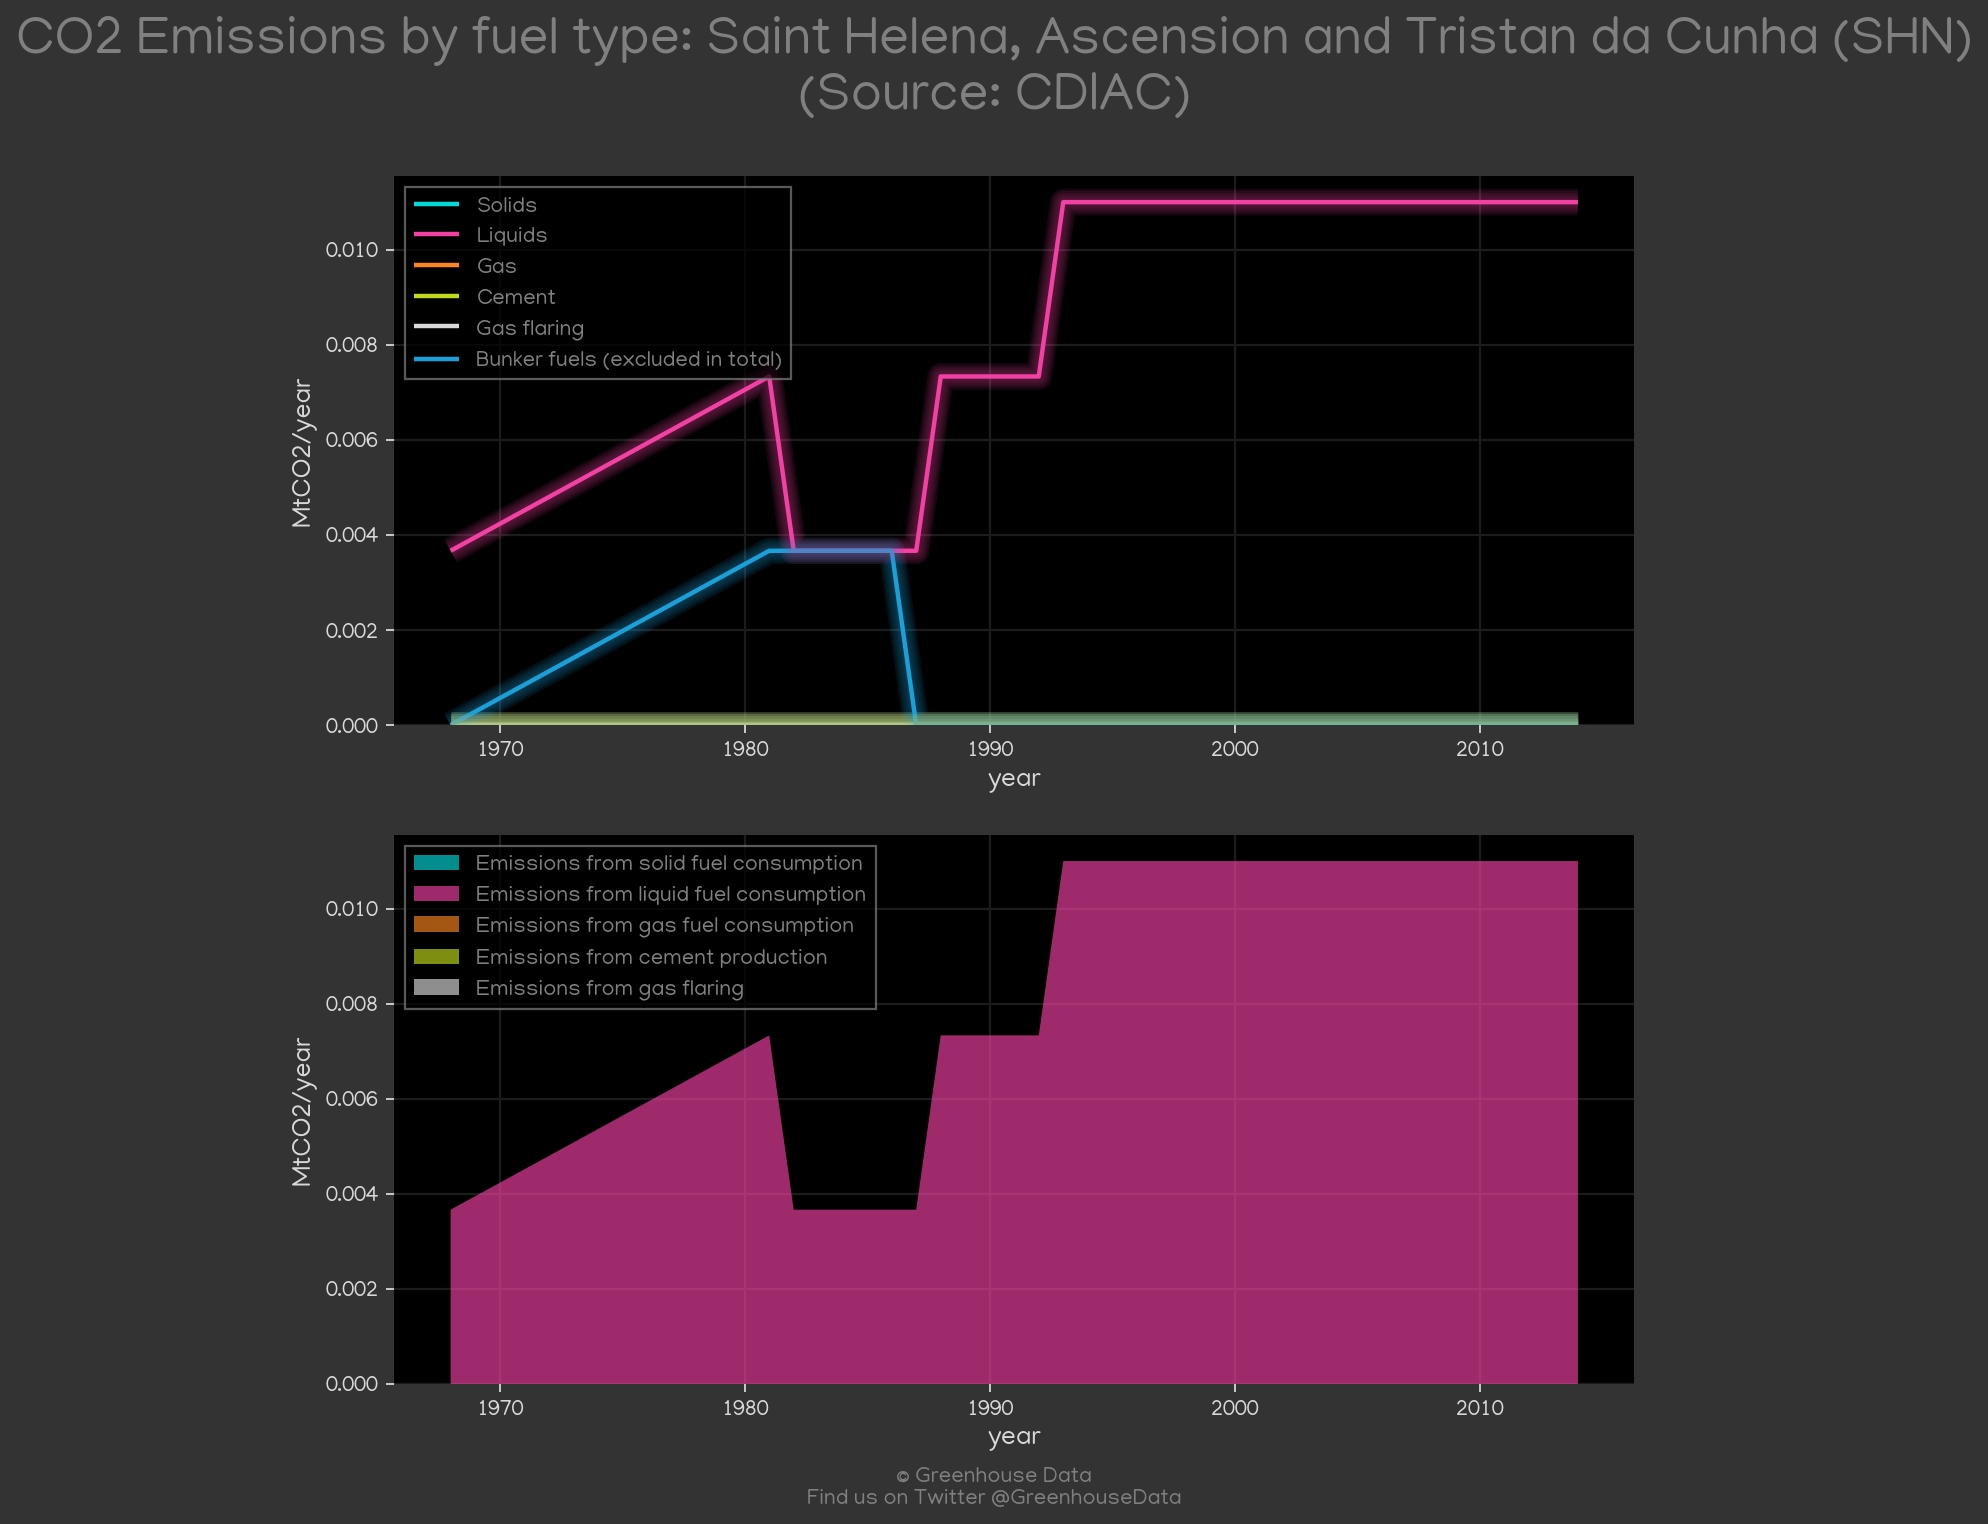 CO2 Emissions by fuel type: Saint Helena, Ascension and Tristan da Cunha (SHN)
(Source: CDIAC)
Solids
Liquids
Gas
Cement
Gas flaring
Bunker fuels (excluded in total)
0.010
0.008
0.006
0.004
0.002
0.000
MtCO2/year
1970 1980 1990 2000 2010
year
Emissions from solid fuel consumption
Emissions from liquid fuel consumption
Emissions from gas fuel consumption
Emissions from cement production
Emissions from gas flaring
0.010
0.008
0.006
0.004
0.002
0.000
MtCO2/year
1970 1980 1990 2000 2010
year
© Greenhouse Data
Find us on Twitter @GreenhouseData